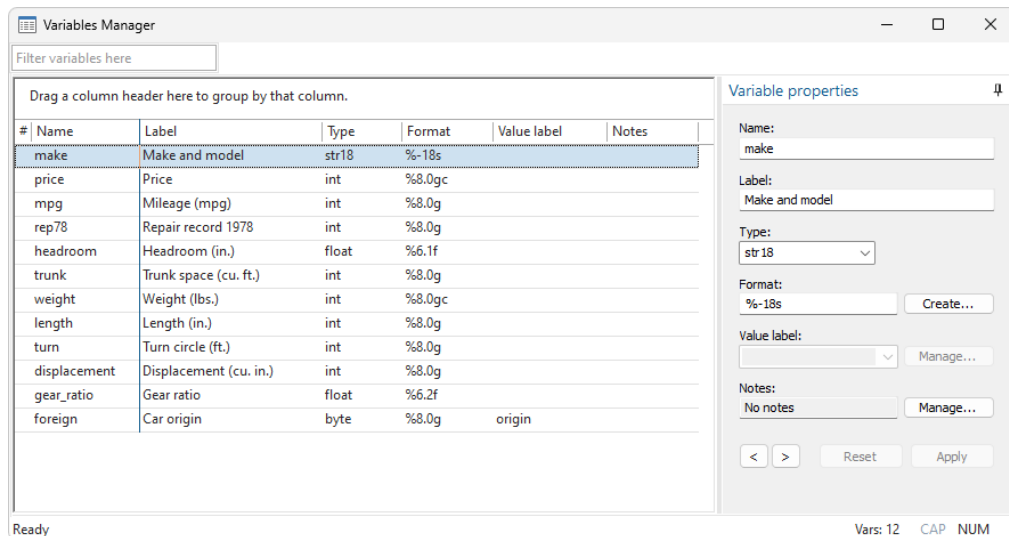 Variables Manager
Filter variables here
Drag a column header here to group by that column.
# Name Label Type Format Value label Notes
make Make and model str18 %-18s
price Price int %8.0gc
mpg Mileage (mpg) int %8.0g
rep78 Repair record 1978 int %8.0g
headroom Headroom (in.) float %6.1f
trunk Trunk space (cu. ft.) int %8.0g
weight Weight (lbs.) int %8.0gc
length Length (in.) int %8.0g
turn Turn circle (ft.) int %8.0g
displacement Displacement (cu. in.) int %8.0g
gear_ratio Gear ratio float %6.2f
foreign Car origin byte %8.0g origin
Variable properties
Name:
make
Label:
Make and model
Type:
str18
Format:
%-18s Create...
Value label:
Manage...
Notes:
No notes Manage...
< > Reset Apply
Ready Vars: 12 CAP NUM